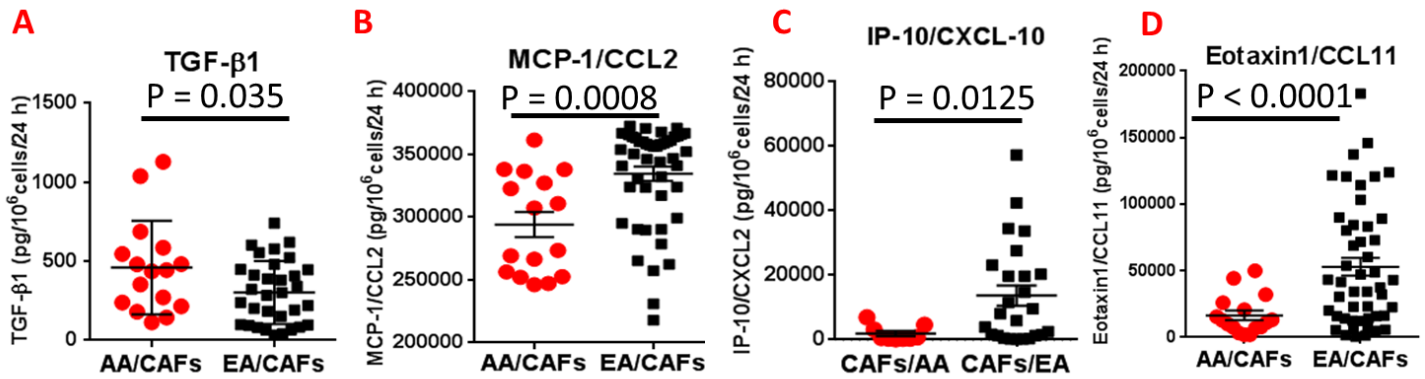 A
TGF-β1
P = 0.035
TGF-β1 (pg/10⁶cells/24 h)
1500
1000
500
0
AA/CAFs EA/CAFs
B
MCP-1/CCL2
P = 0.0008
MCP-1/CCL2 (pg/10⁶cells/24 h)
400000
350000
300000
250000
200000
AA/CAFs EA/CAFs
C
IP-10/CXCL-10
P = 0.0125
IP-10/CXCL2 (pg/10⁶cells/24 h)
80000
60000
40000
20000
0
CAFs/AA CAFs/EA
D
Eotaxin1/CCL11
P < 0.0001
Eotaxin1/CCL11 (pg/10⁶cells/24 h)
200000
150000
100000
50000
0
AA/CAFs EA/CAFs